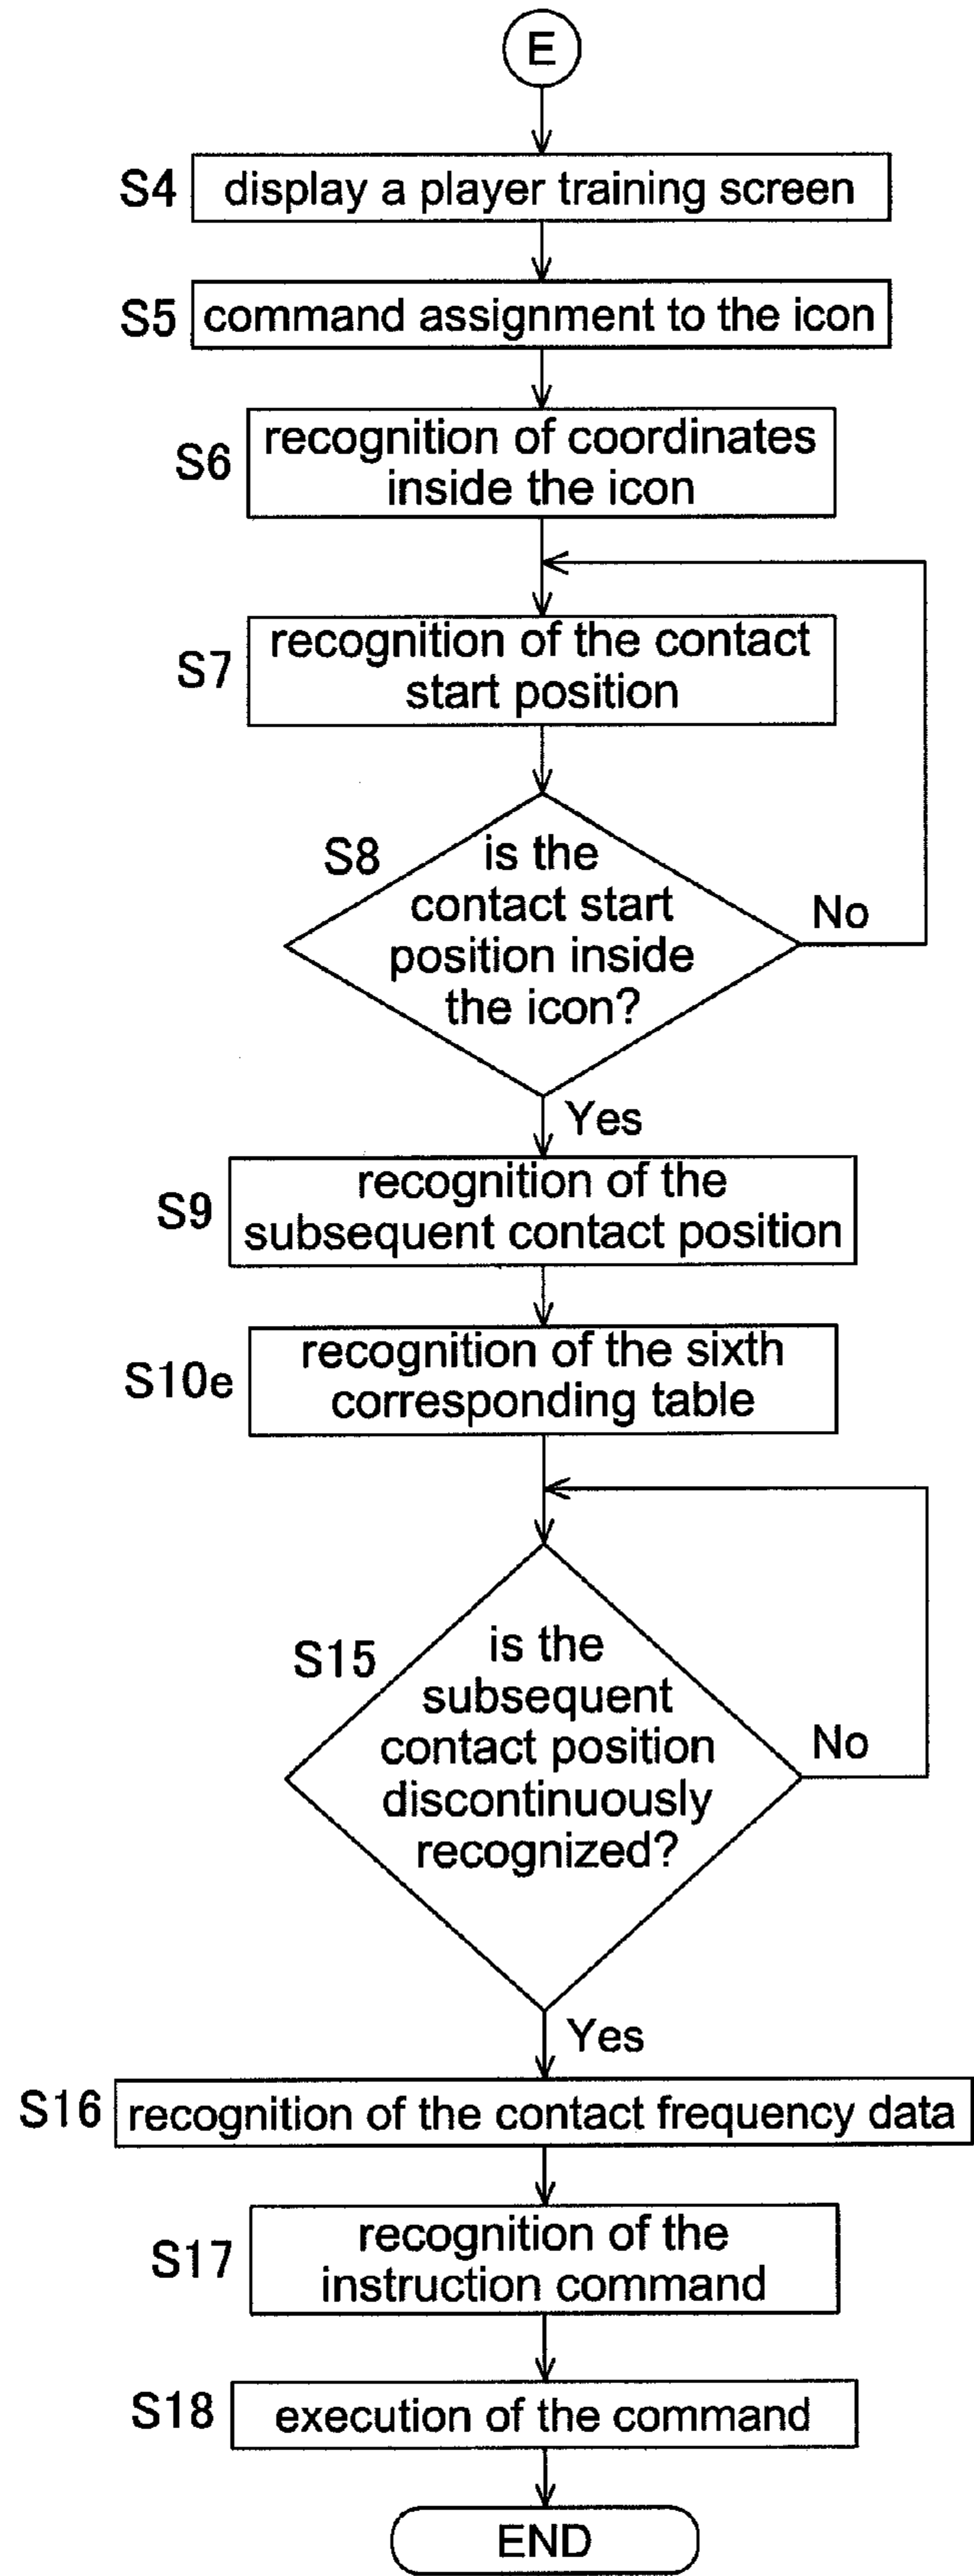 E
S4
display a player training screen
S5
command assignment to the icon
S6
recognition of coordinates
inside the icon
S7
recognition of the contact
start position
S8
is the
contact start
position inside
the icon?
No
Yes
S9
recognition of the
subsequent contact position
S10e
recognition of the sixth
corresponding table
S15
is the
subsequent
contact position
discontinuously
recognized?
No
Yes
S16
recognition of the contact frequency data
S17
recognition of the
instruction command
S18
execution of the command
END